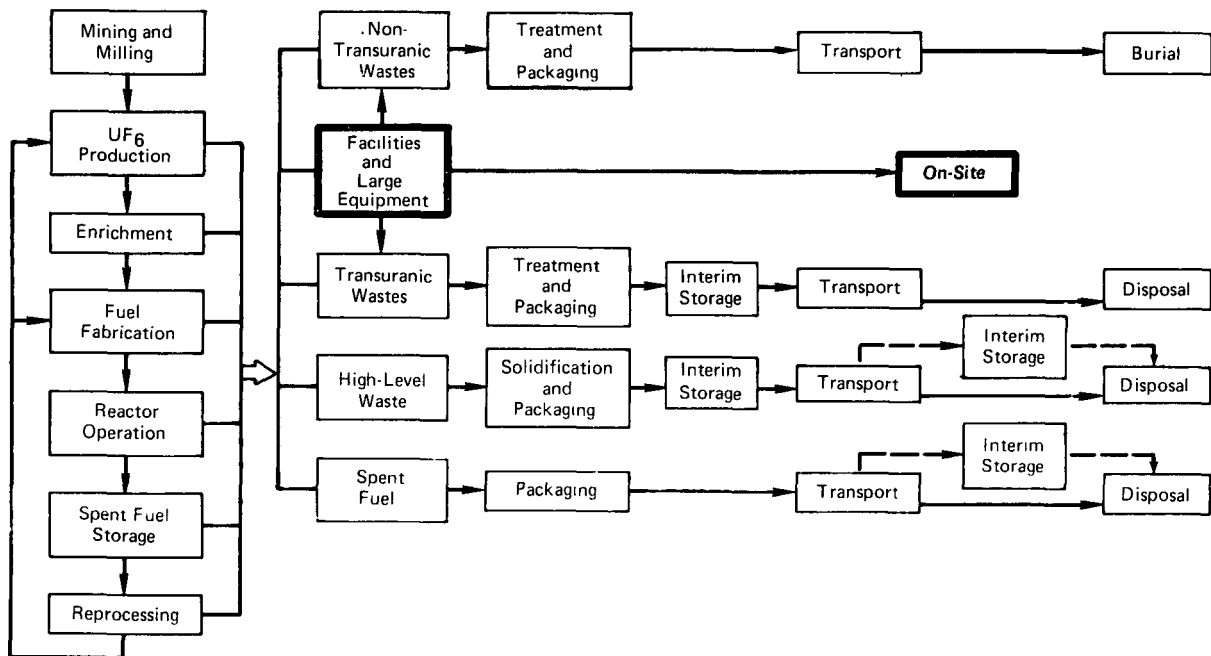 Mining and
Milling
UF6
Production
Enrichment
Fuel
Fabrication
Reactor
Operation
Spent Fuel
Storage
Reprocessing
.Non-
Transuranic
Wastes
Treatment
and
Packaging
Transport
Burial
Facilities
and
Large
Equipment
On-Site
Transuranic
Wastes
Treatment
and
Packaging
Interim
Storage
Transport
Disposal
High-Level
Waste
Solidification
and
Packaging
Interim
Storage
Transport
Interim
Storage
Disposal
Spent
Fuel
Packaging
Transport
Interim
Storage
Disposal